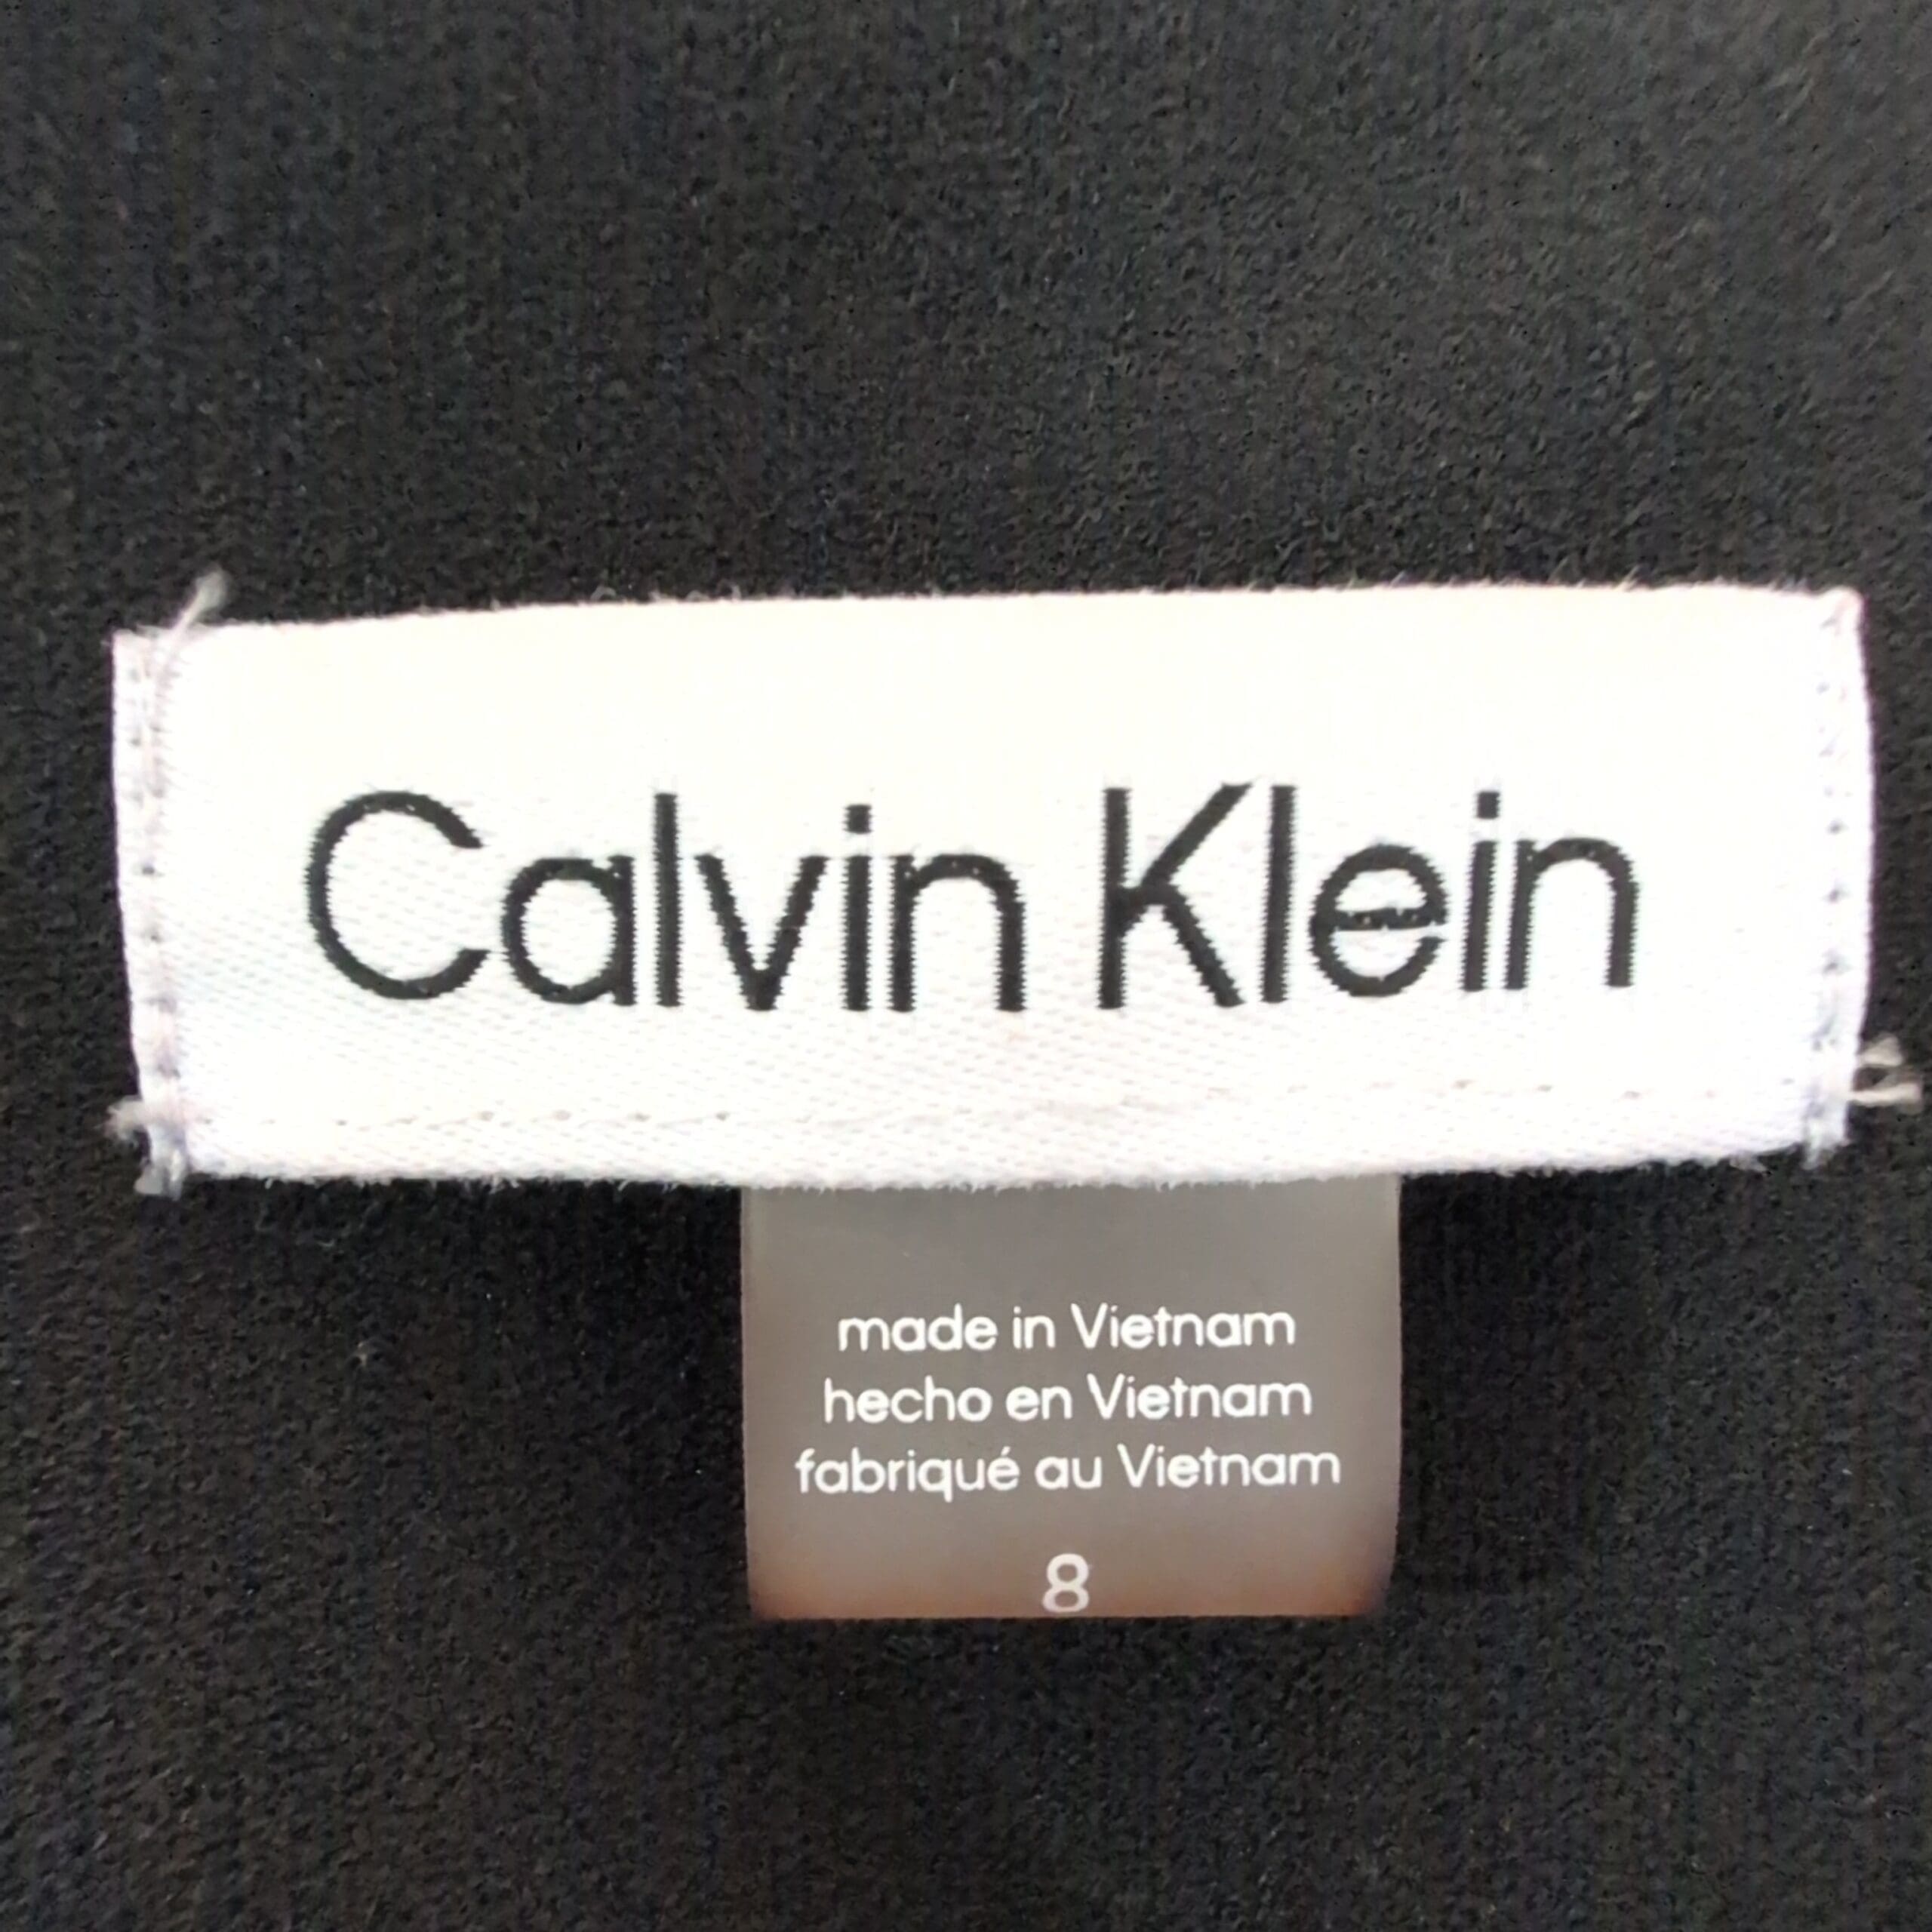 Calvin Klein
made in Vietnam
hecho en Vietnam
fabriqué au Vietnam
8